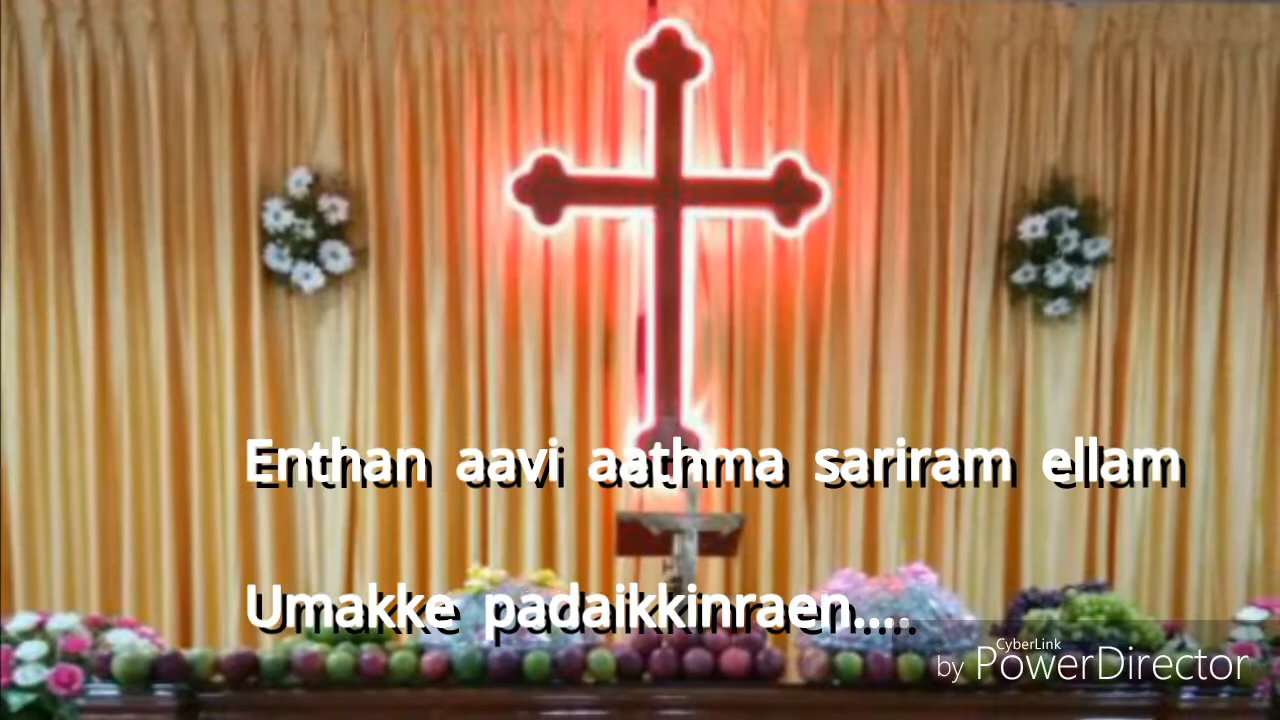 Enthan aavi aathma sariram ellam
Umakke padaikkinraen....
CyberLink
by PowerDirector